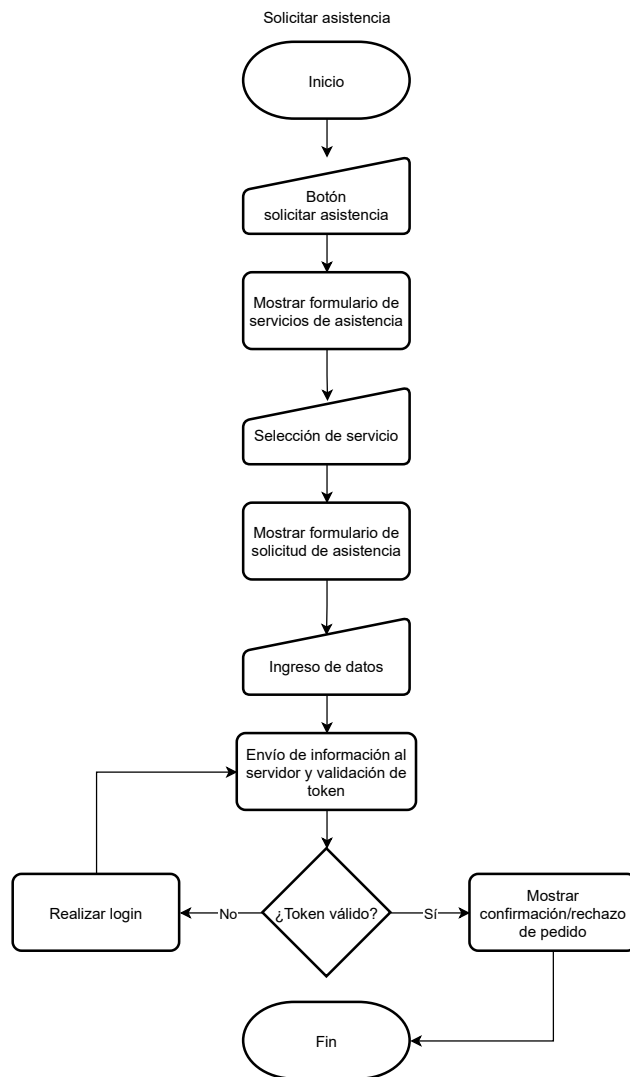 Solicitar asistencia
Inicio
Botón
solicitar asistencia
Mostrar formulario de
servicios de asistencia
Selección de servicio
Mostrar formulario de
solicitud de asistencia
Ingreso de datos
Envío de información al
servidor y validación de
token
Realizar login
No
¿Token válido?
Sí
Mostrar
confirmación/rechazo
de pedido
Fin